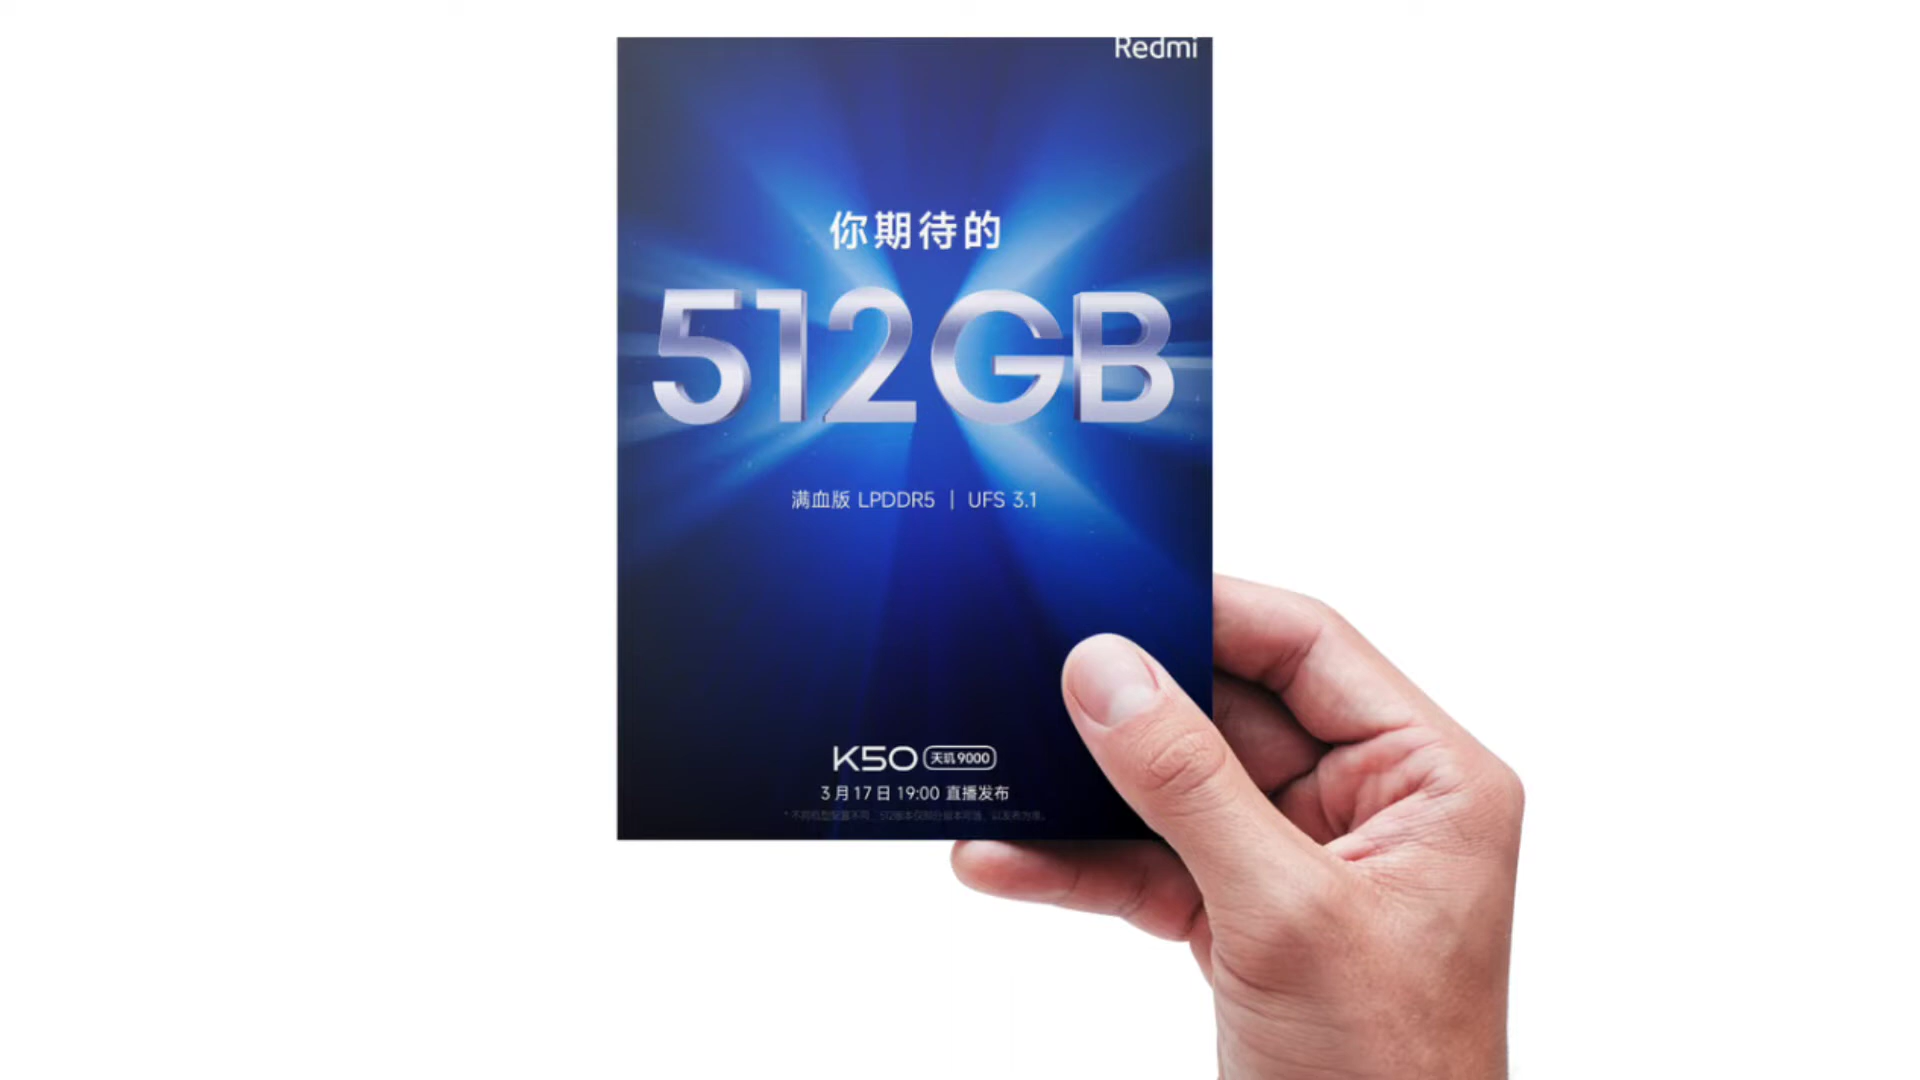 Redmi
你期待的
512GB
满血版 LPDDR5 | UFS 3.1
K50 天玑9000
3月17日 19:00 直播发布